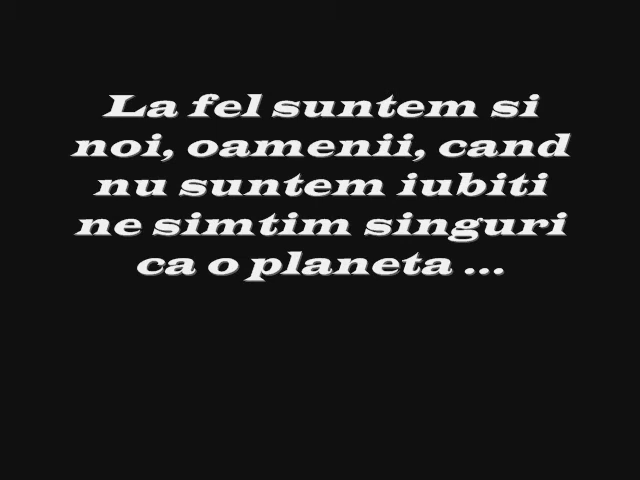 La fel suntem si
noi, oamenii, cand
nu suntem iubiti
ne simtim singuri
ca o planeta ...